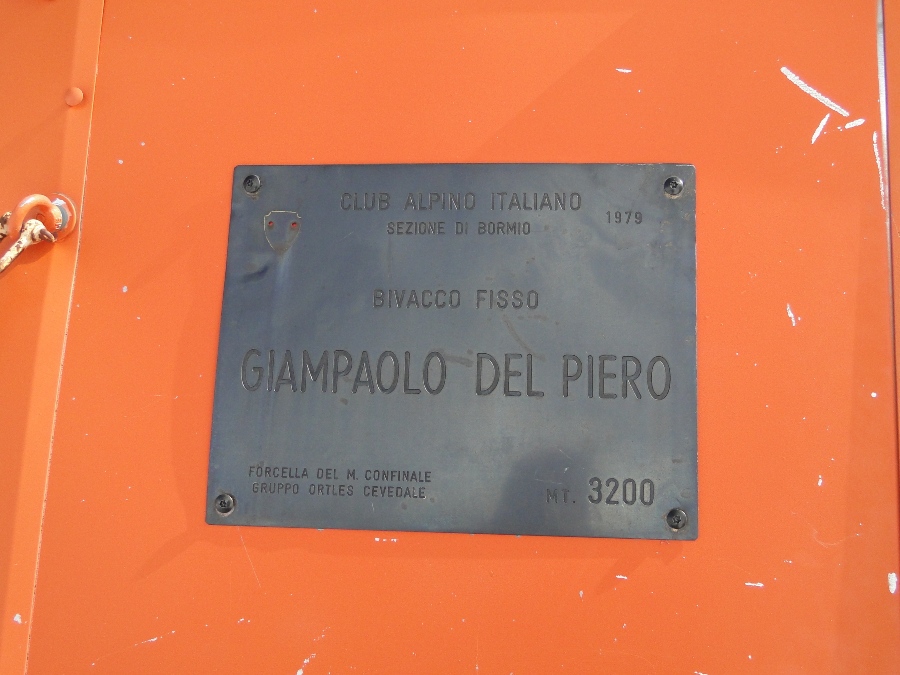 CLUB ALPINO ITALIANO
1979
SEZIONE DI BORMIO
BIVACCO FISSO
GIAMPAOLO DEL PIERO
FORCELLA DEL M. CONFINALE
GRUPPO ORTLES CEVEDALE
MT. 3200